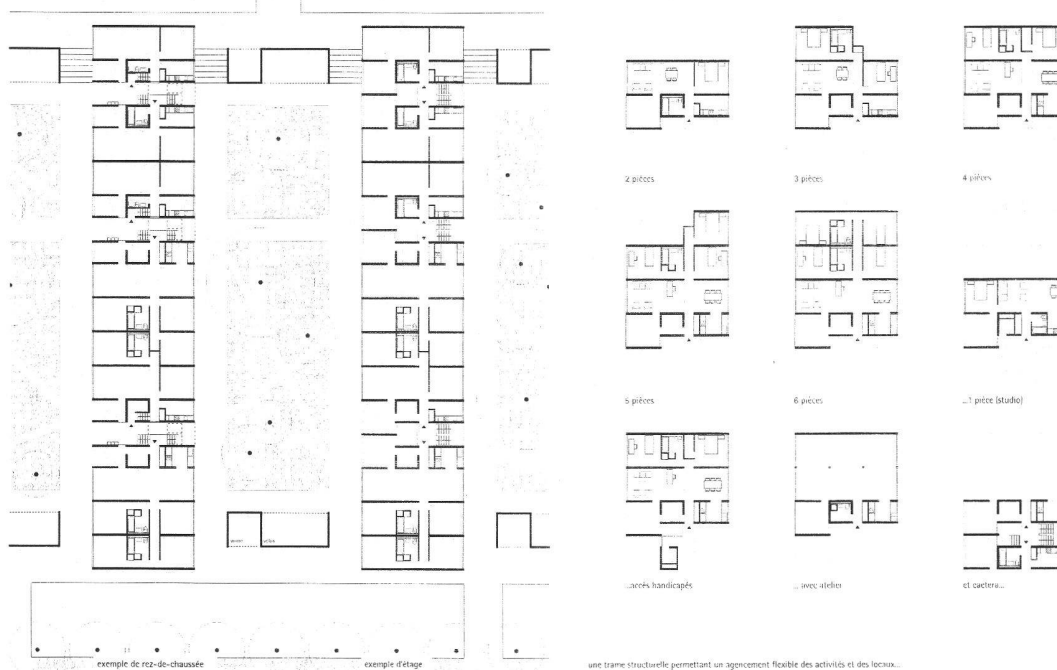 2 pièces
3 pièces
4 pièces
5 pièces
6 pièces
...1 pièce (studio)
...accès handicapés
... avec atelier
et caetera...
exemple de rez-de-chaussée
exemple d'étage
une trame structurelle permettant un agencement flexible des activités et des locaux...